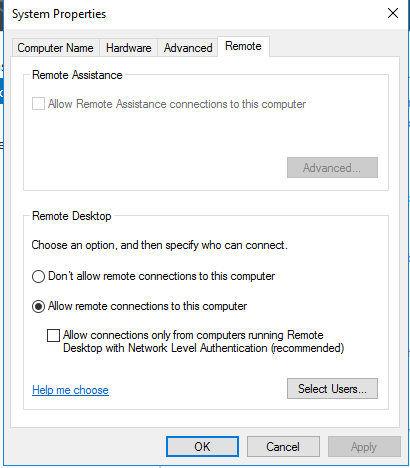 System Properties
Computer Name
Hardware
Advanced
Remote
Remote Assistance
Allow Remote Assistance connections to this computer
Advanced...
Remote Desktop
Choose an option, and then specify who can connect.
Don't allow remote connections to this computer
Allow remote connections to this computer
Allow connections only from computers running Remote
Desktop with Network Level Authentication (recommended)
Help me choose
Select Users...
OK
Cancel
Apply